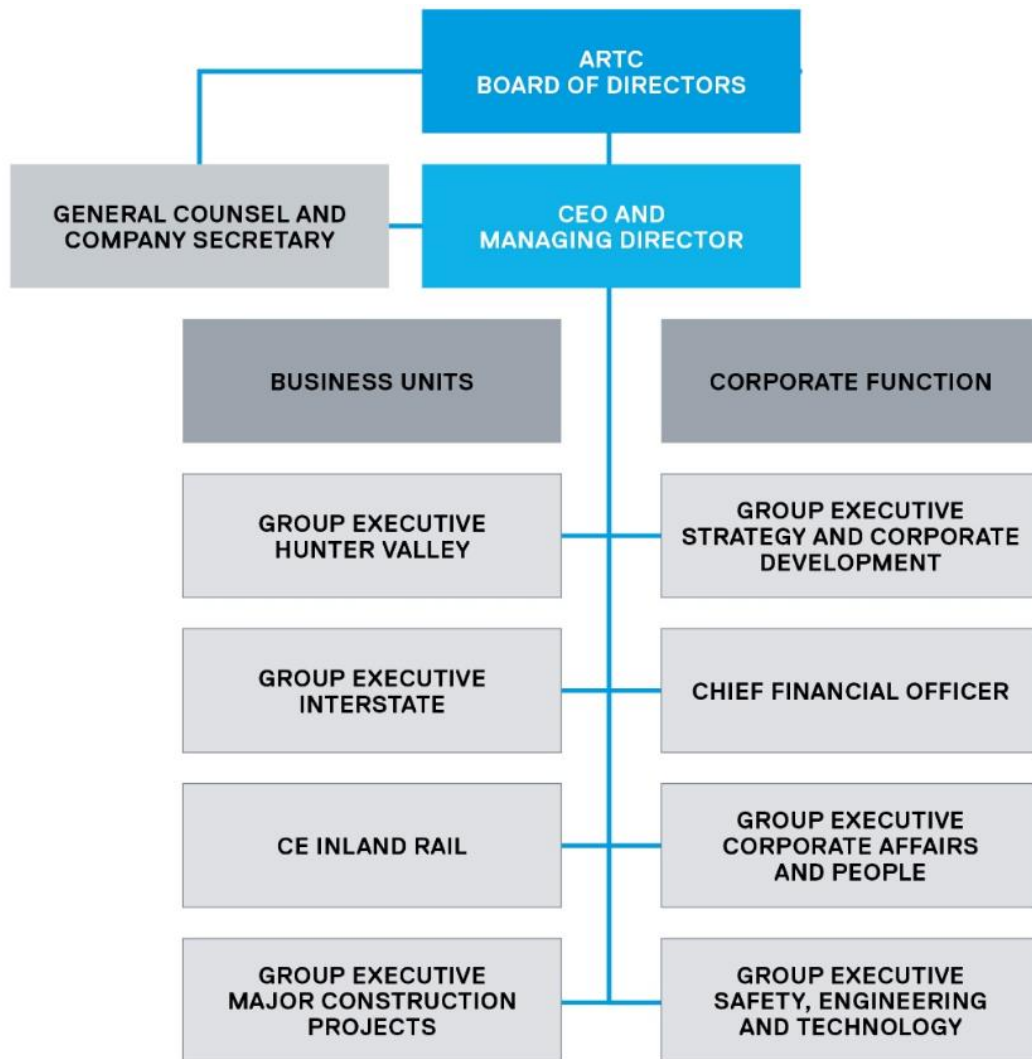 ARTC
BOARD OF DIRECTORS
GENERAL COUNSEL AND
COMPANY SECRETARY
CEO AND
MANAGING DIRECTOR
BUSINESS UNITS
CORPORATE FUNCTION
GROUP EXECUTIVE
HUNTER VALLEY
GROUP EXECUTIVE
STRATEGY AND CORPORATE
DEVELOPMENT
GROUP EXECUTIVE
INTERSTATE
CHIEF FINANCIAL OFFICER
CE INLAND RAIL
GROUP EXECUTIVE
CORPORATE AFFAIRS
AND PEOPLE
GROUP EXECUTIVE
MAJOR CONSTRUCTION
PROJECTS
GROUP EXECUTIVE
SAFETY, ENGINEERING
AND TECHNOLOGY